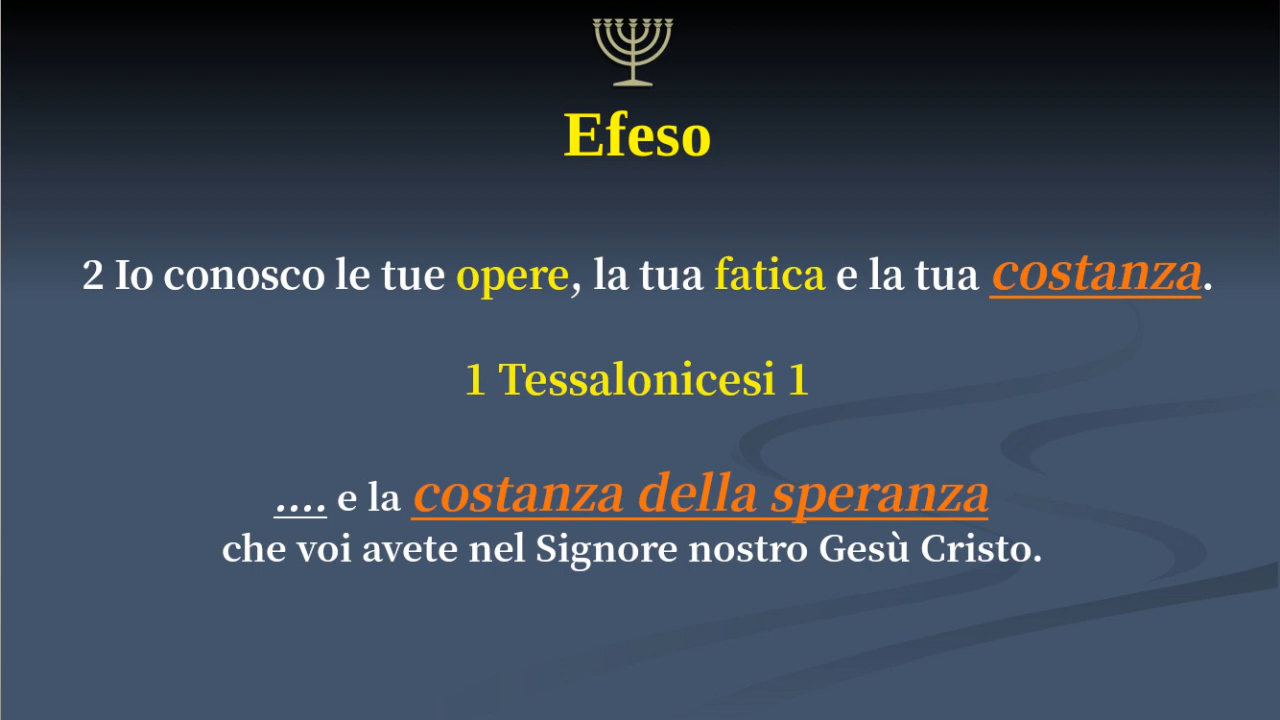 Efeso
2 Io conosco le tue opere, la tua fatica e la tua costanza.
1 Tessalonicesi 1
.... e la costanza della speranza
che voi avete nel Signore nostro Gesù Cristo.